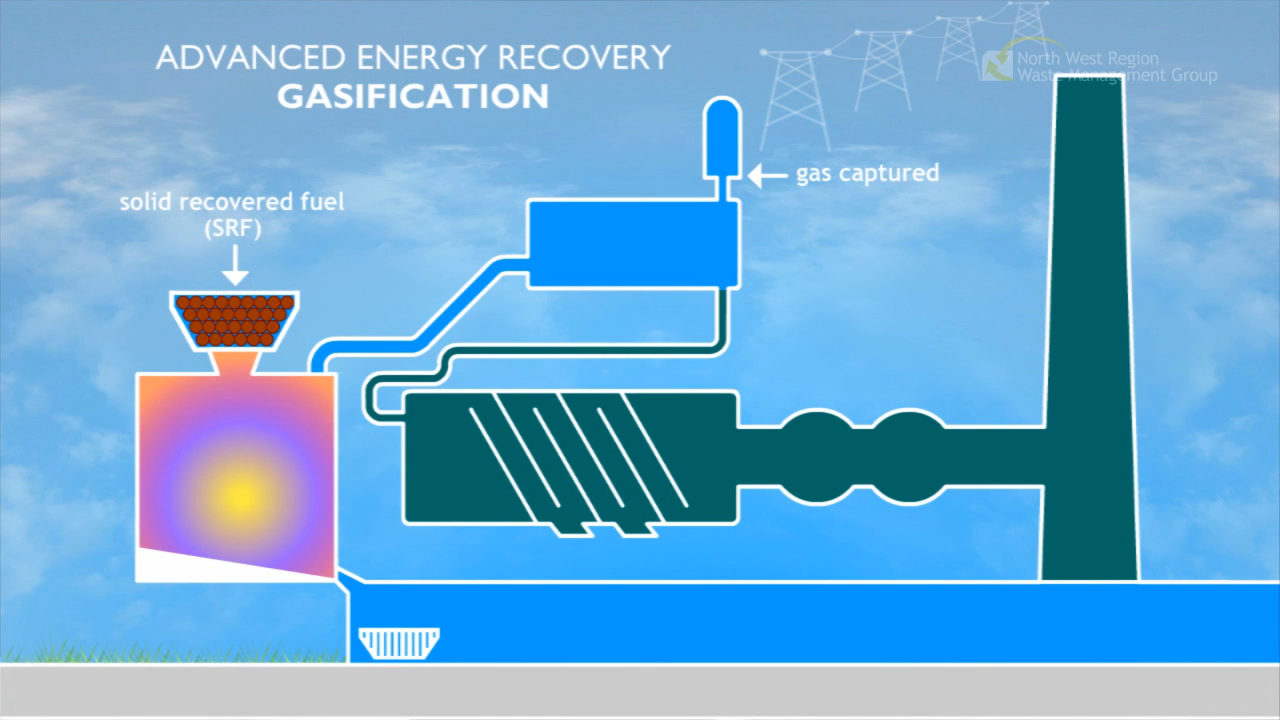 ADVANCED ENERGY RECOVERY
GASIFICATION
North West Region
Waste Management Group
gas captured
solid recovered fuel
(SRF)